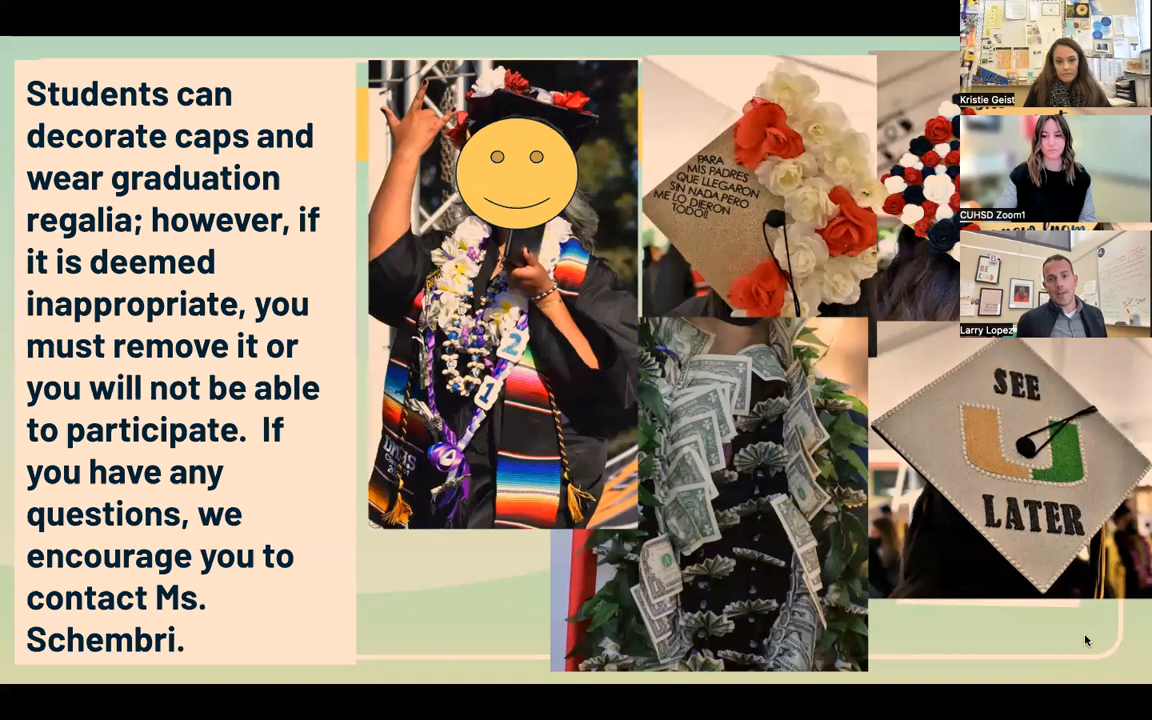 Students can
decorate caps and
wear graduation
regalia; however, if
it is deemed
inappropriate, you
must remove it or
you will not be able
to participate.  If
you have any
questions, we
encourage you to
contact Ms.
Schembri.
2
1
PARA
MIS PADRES
QUE LLEGARON
SIN NADA PERO
ME LO DIERON
TODO!!
SEE
U
LATER
Kristie Geist
CUHSD Zoom1
Larry Lopez